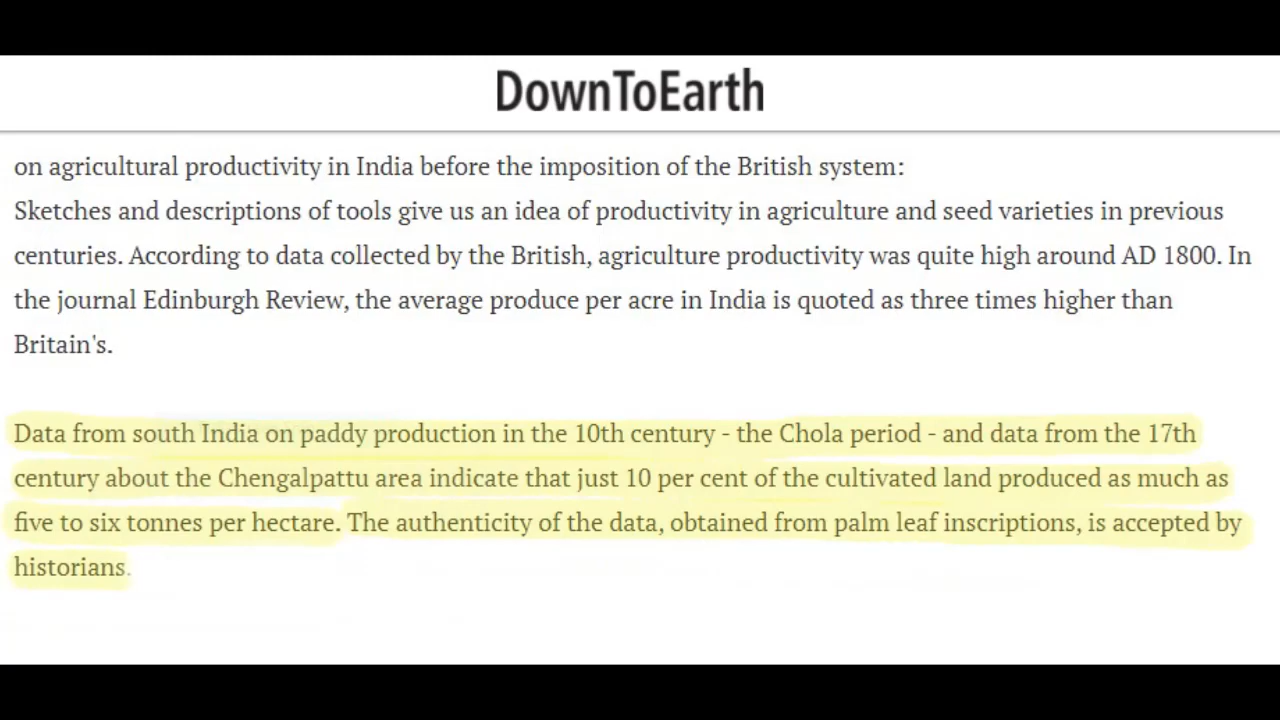 DownToEarth
on agricultural productivity in India before the imposition of the British system:
Sketches and descriptions of tools give us an idea of productivity in agriculture and seed varieties in previous
centuries. According to data collected by the British, agriculture productivity was quite high around AD 1800. In
the journal Edinburgh Review, the average produce per acre in India is quoted as three times higher than
Britain's.
Data from south India on paddy production in the 10th century - the Chola period - and data from the 17th
century about the Chengalpattu area indicate that just 10 per cent of the cultivated land produced as much as
five to six tonnes per hectare. The authenticity of the data, obtained from palm leaf inscriptions, is accepted by
historians.